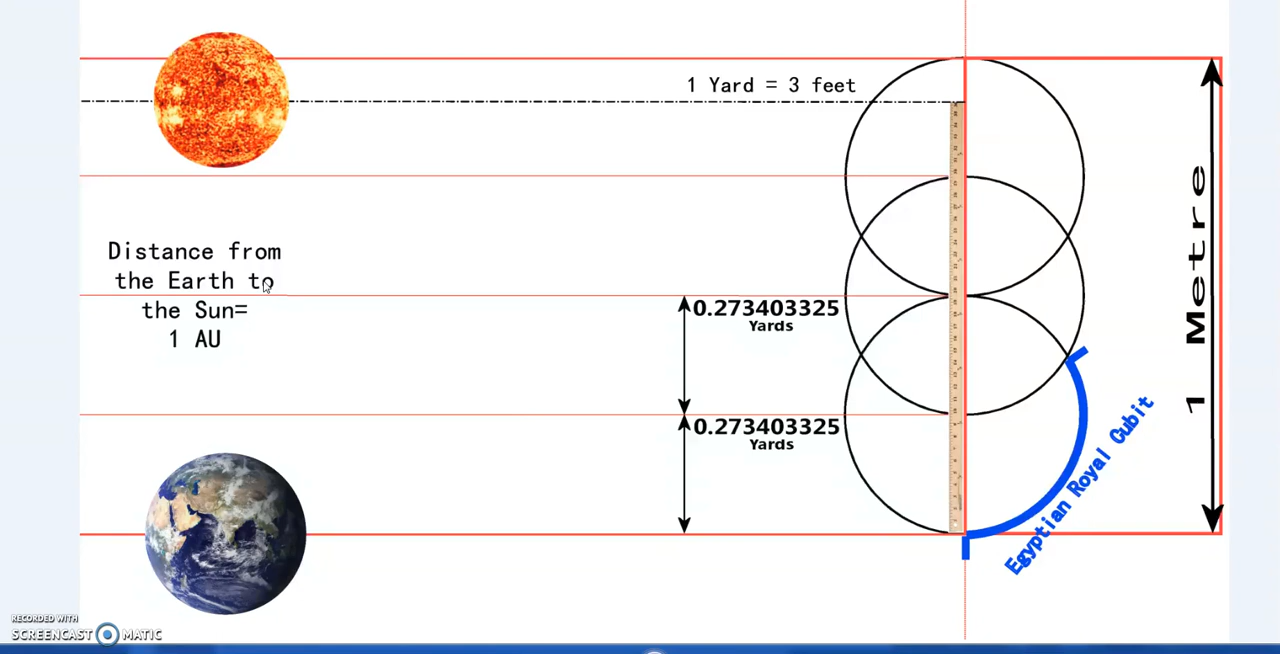 1 Yard = 3 feet
Distance from
the Earth to
the Sun=
1 AU
0.273403325
Yards
0.273403325
Yards
Egyptian Royal Cubit
1 Metre
RECORDED WITH
SCREENCAST MATIC